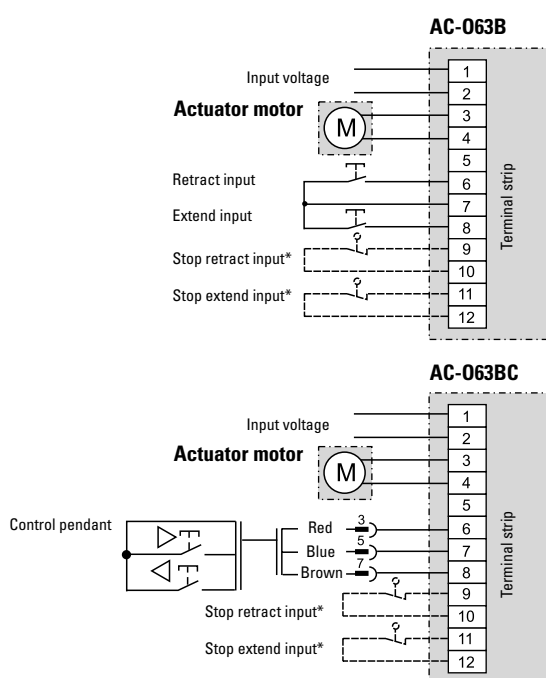 AC-063B
Input voltage
Actuator motor
M
Retract input
Extend input
Stop retract input*
Stop extend input*
1
2
3
4
5
6
7
8
9
10
11
12
Terminal strip
AC-063BC
Input voltage
Actuator motor
M
Control pendant
Red 3
Blue 5
Brown 7
Stop retract input*
Stop extend input*
1
2
3
4
5
6
7
8
9
10
11
12
Terminal strip